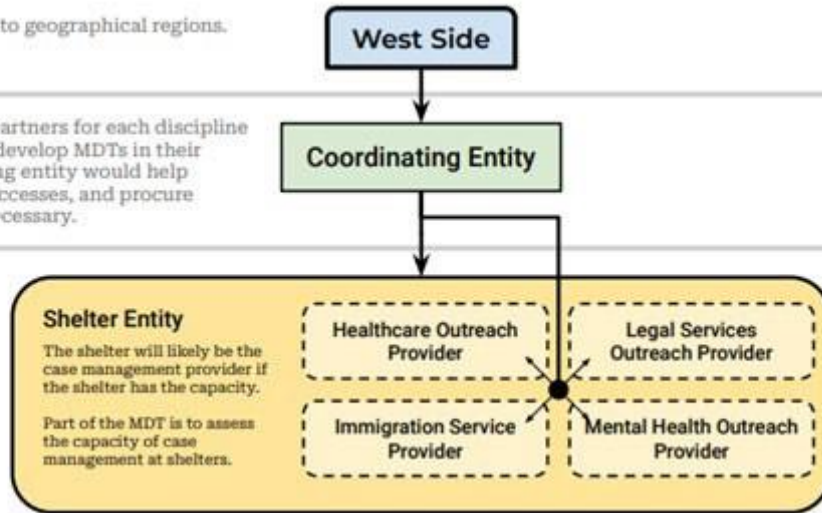 to geographical regions.
West Side
artners for each discipline
develop MDTs in their
ng entity would help
ccesses, and procure
cessary.
Coordinating Entity
Shelter Entity
The shelter will likely be the
case management provider if
the shelter has the capacity.
Part of the MDT is to assess
the capacity of case
management at shelters.
Healthcare Outreach
Provider
Legal Services
Outreach Provider
Immigration Service
Provider
Mental Health Outreach
Provider